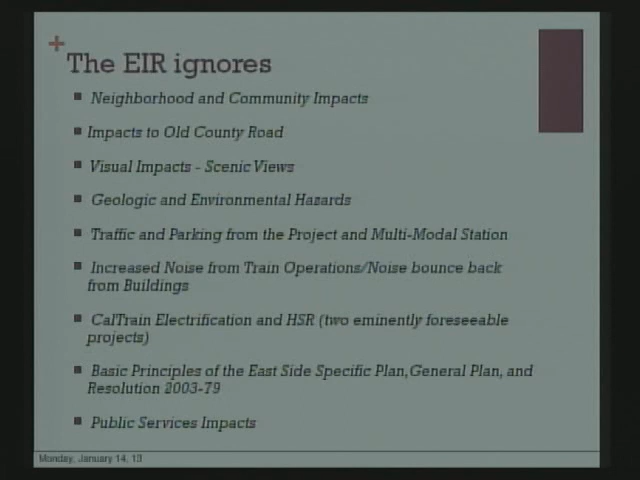 The EIR ignores
Neighborhood and Community Impacts
Impacts to Old County Road
Visual Impacts - Scenic Views
Geologic and Environmental Hazards
Traffic and Parking from the Project and Multi-Modal Station
Increased Noise from Train Operations/Noise bounce back
from Buildings
CalTrain Electrification and HSR (two eminently foreseeable
projects)
Basic Principles of the East Side Specific Plan, General Plan, and
Resolution 2003-79
Public Services Impacts
Monday, January 14, 13